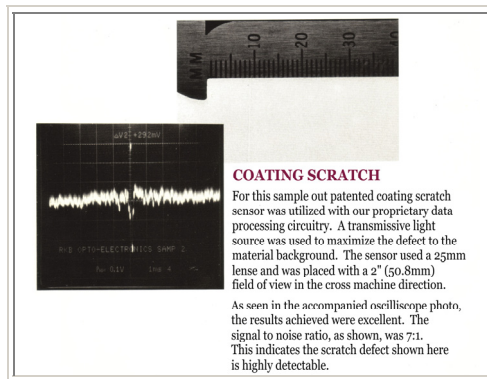 MM 10 20 30 40
ΔV2 +292mV
R&B OPTO-ELECTRONICS SAMP 2
0.1V 1ms
COATING SCRATCH
For this sample out patented coating scratch
sensor was utilized with our proprietary data
processing circuitry. A transmissive light
source was used to maximize the defect to the
material background. The sensor used a 25mm
lense and was placed with a 2" (50.8mm)
field of view in the cross machine direction.
As seen in the accompanied oscilliscope photo,
the results achieved were excellent. The
signal to noise ratio, as shown, was 7:1.
This indicates the scratch defect shown here
is highly detectable.